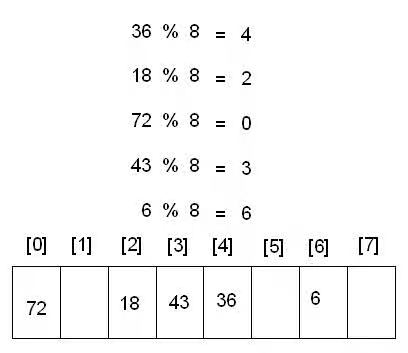 36 % 8 = 4
18 % 8 = 2
72 % 8 = 0
43 % 8 = 3
6 % 8 = 6
[0] [1] [2] [3] [4] [5] [6] [7]
72 18 43 36 6